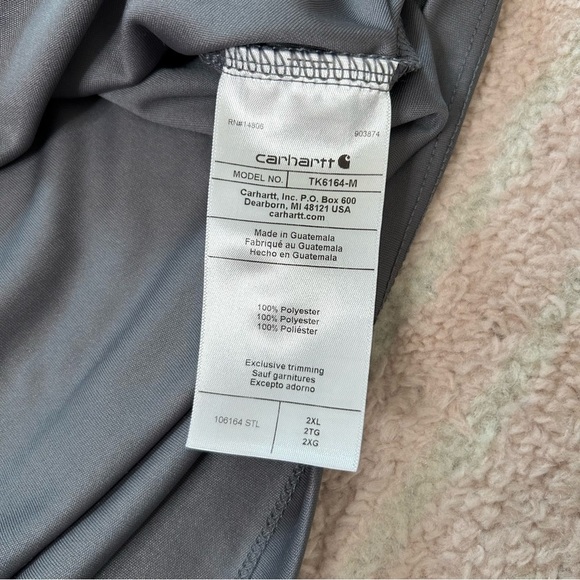 RN#14806 903874
carhartt
MODEL NO. TK6164-M
Carhartt, Inc. P.O. Box 600
Dearborn, MI 48121 USA
carhartt.com
Made in Guatemala
Fabriqué au Guatemala
Hecho en Guatemala
100% Polyester
100% Polyester
100% Poliéster
Exclusive trimming
Sauf garnitures
Excepto adorno
106164 STL 2XL
2TG
2XG